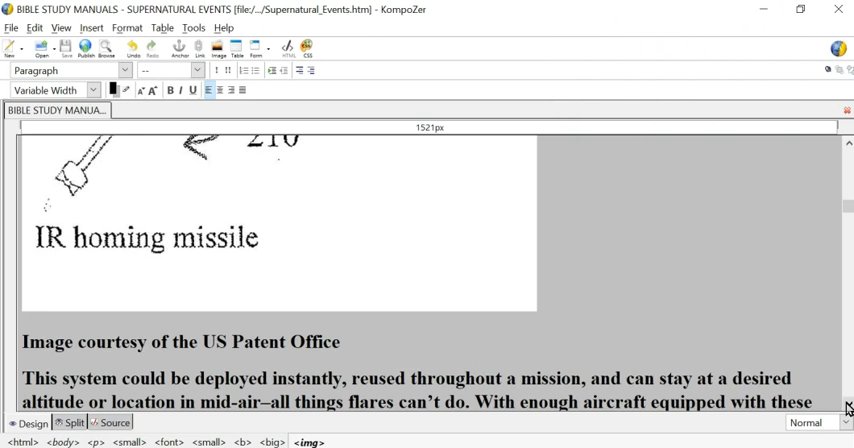 BIBLE STUDY MANUALS - SUPERNATURAL EVENTS [file:/.../Supernatural_Events.htm] - KompoZer
File Edit View Insert Format Table Tools Help
New Open Save Publish Browse Undo Redo Anchor Link Image Table Form HTML CSS
Paragraph --
Variable Width A A B I U
BIBLE STUDY MANUA...
1521px
210
IR homing missile
Image courtesy of the US Patent Office
This system could be deployed instantly, reused throughout a mission, and can stay at a desired
altitude or location in mid-air–all things flares can't do. With enough aircraft equipped with these
Design Split Source Normal
<html> <body> <p> <small> <font> <small> <b> <big> <img>